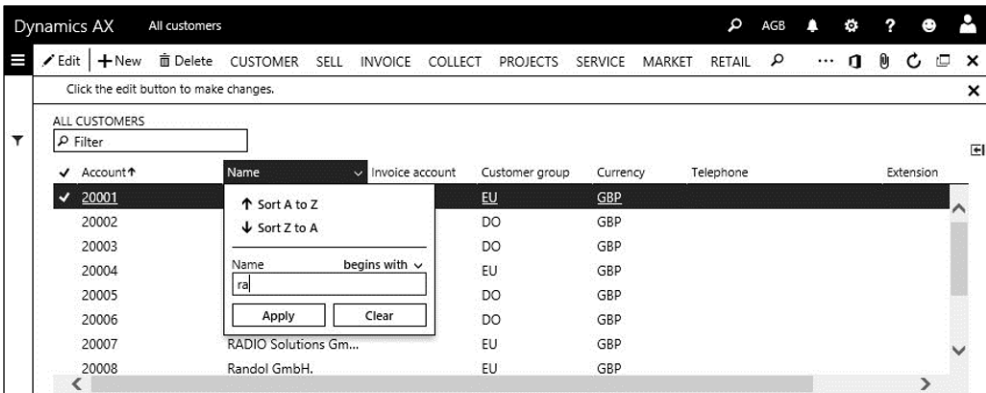 Dynamics AX All customers AGB ?
Edit + New Delete CUSTOMER SELL INVOICE COLLECT PROJECTS SERVICE MARKET RETAIL ...
Click the edit button to make changes.
ALL CUSTOMERS
Filter
Account Name Invoice account Customer group Currency Telephone Extension
20001 EU GBP
Sort A to Z
20002 DO GBP
Sort Z to A
20003 DO GBP
Name begins with
20004 EU GBP
ra
20005 DO GBP
Apply Clear
20006 DO GBP
20007 RADIO Solutions Gm... EU GBP
20008 Randol GmbH. EU GBP